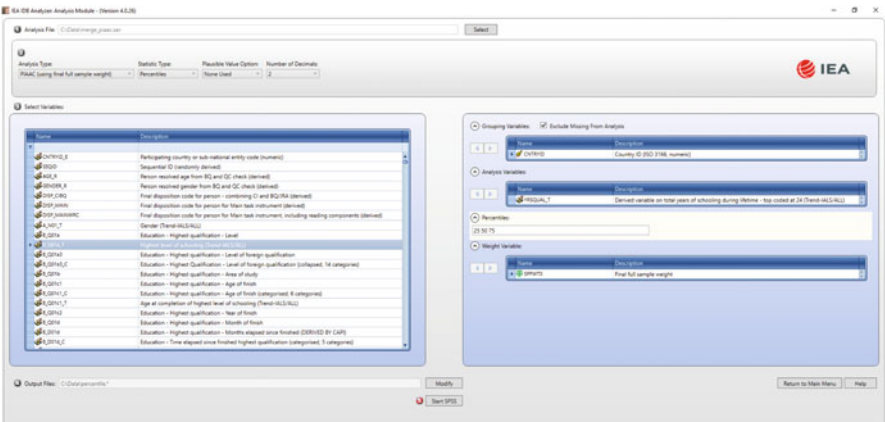 IEA IDB Analyzer: Analysis Module - (Version 4.0.26)
Analysis File: C:\Data\merge_piaac.sav
Select
Analysis Type: Statistic Type: Plausible Value Option: Number of Decimals:
PIAAC (using final full sample weight) Percentiles None Used 2
IEA
Select Variables:
Name Description
CNTRYID_E Participating country or sub-national entity code (numeric)
SEQID Sequential ID (randomly derived)
AGE_R Person resolved age from BQ and QC check (derived)
GENDER_R Person resolved gender from BQ and QC check (derived)
DISP_CIBQ Final disposition code for person - combining CI and BQ/JRA (derived)
DISP_MAIN Final disposition code for person for Main task instrument (derived)
DISP_MAINWRC Final disposition code for person for Main task instrument, including reading components (derived)
A_N01_T Gender (Trend-IALS/ALL)
B_Q01a Education - Highest qualification - Level
B_Q01a_T Highest level of schooling (Trend-IALS/ALL)
B_Q01a3 Education - Highest qualification - Level of foreign qualification
B_Q01a3_C Education - Highest Qualification - Level of foreign qualification (collapsed, 14 categories)
B_Q01b Education - Highest qualification - Area of study
B_Q01c1 Education - Highest qualification - Age of finish
B_Q01c1_C Education - Highest qualification - Age of finish (categorised, 6 categories)
B_Q01c1_T Age at completion of highest level of schooling (Trend-IALS/ALL)
B_Q01c2 Education - Highest qualification - Year of finish
B_Q01d Education - Highest qualification - Month of finish
B_D01d Education - Highest qualification - Months elapsed since finished (DERIVED BY CAPI)
B_D01d_C Education - Time elapsed since finished highest qualification (categorised, 5 categories)
Grouping Variables: Exclude Missing From Analysis
Name Description
CNTRYID Country ID (ISO 3166, numeric)
Analysis Variables:
Name Description
YRSQUAL_T Derived variable on total years of schooling during lifetime - top coded at 24 (Trend-IALS/ALL)
Percentiles:
25 50 75
Weight Variable:
Name Description
SPFWT0 Final full sample weight
Output Files: C:\Data\percentile.*
Modify
Return to Main Menu
Help
Start SPSS